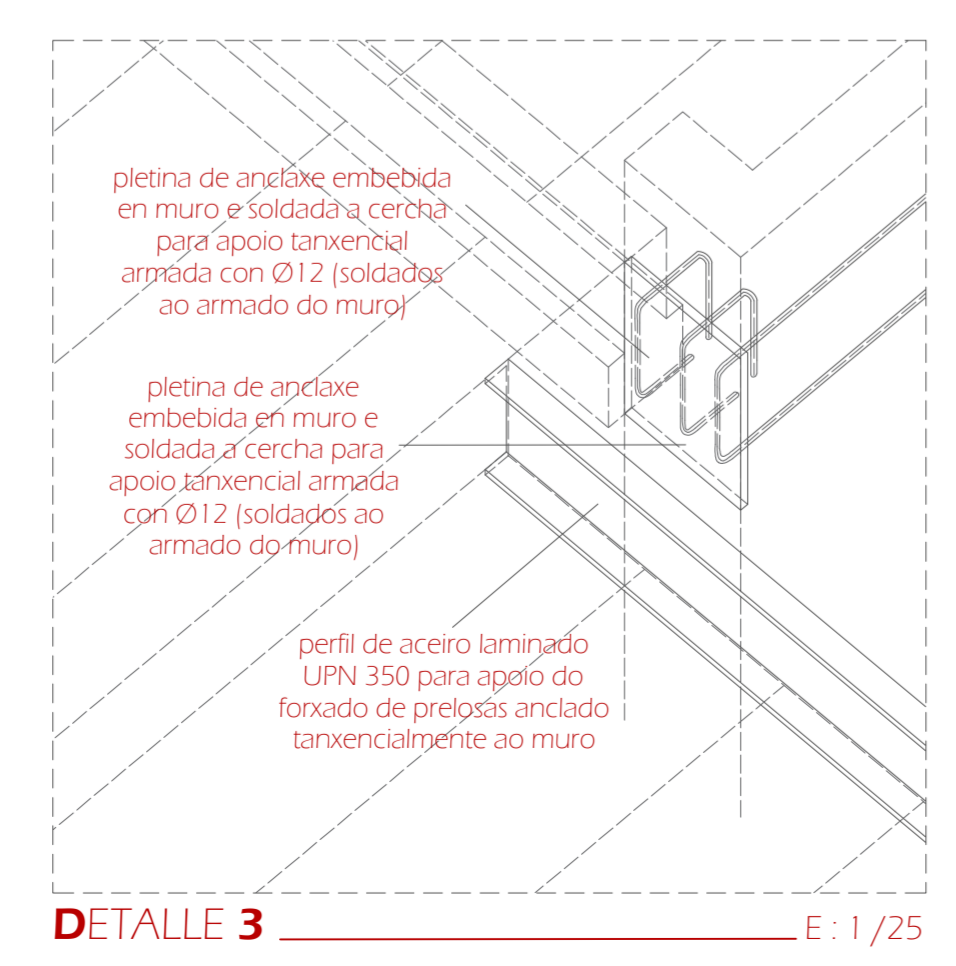 pletina de anclaxe embebida
en muro e soldada a cercha
para apoio tanxencial
armada con Ø12 (soldados
ao armado do muro)
pletina de anclaxe
embebida en muro e
soldada a cercha para
apoio tanxencial armada
con Ø12 (soldados ao
armado do muro)
perfil de aceiro laminado
UPN 350 para apoio do
forxado de prelosas anclado
tanxencialmente ao muro
DETALLE 3
E : 1 /25